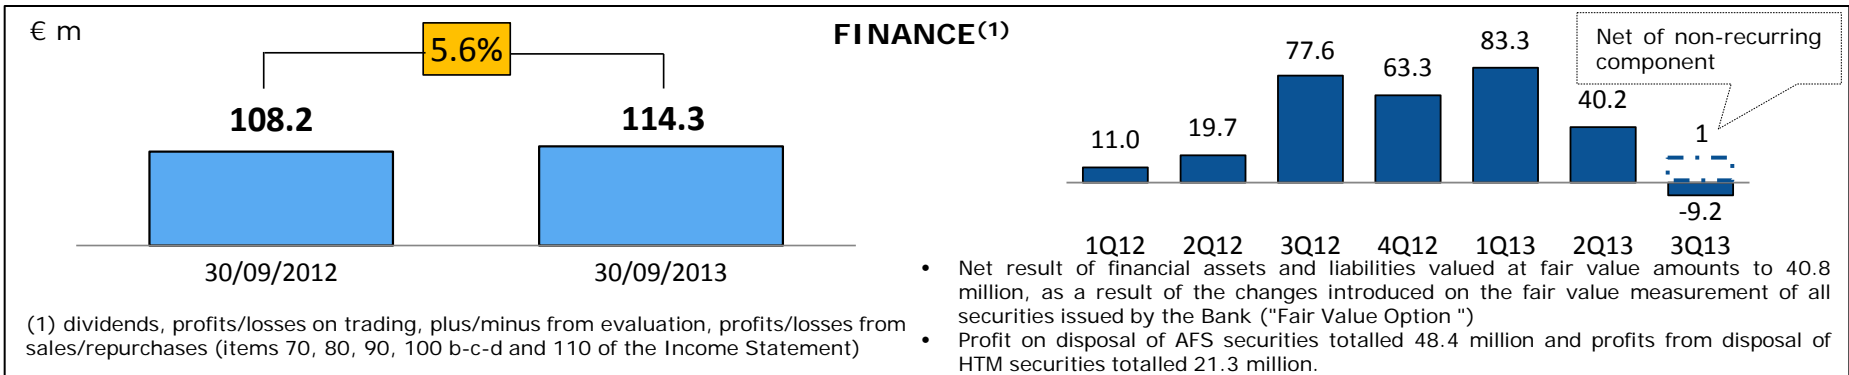 € m
5.6%
108.2
114.3
30/09/2012
30/09/2013
(1) dividends, profits/losses on trading, plus/minus from evaluation, profits/losses from
sales/repurchases (items 70, 80, 90, 100 b-c-d and 110 of the Income Statement)
FINANCE(1)
Net of non-recurring
component
11.0
19.7
77.6
63.3
83.3
40.2
1
-9.2
1Q12 2Q12 3Q12 4Q12 1Q13 2Q13 3Q13
• Net result of financial assets and liabilities valued at fair value amounts to 40.8
million, as a result of the changes introduced on the fair value measurement of all
securities issued by the Bank ("Fair Value Option ")
• Profit on disposal of AFS securities totalled 48.4 million and profits from disposal of
HTM securities totalled 21.3 million.